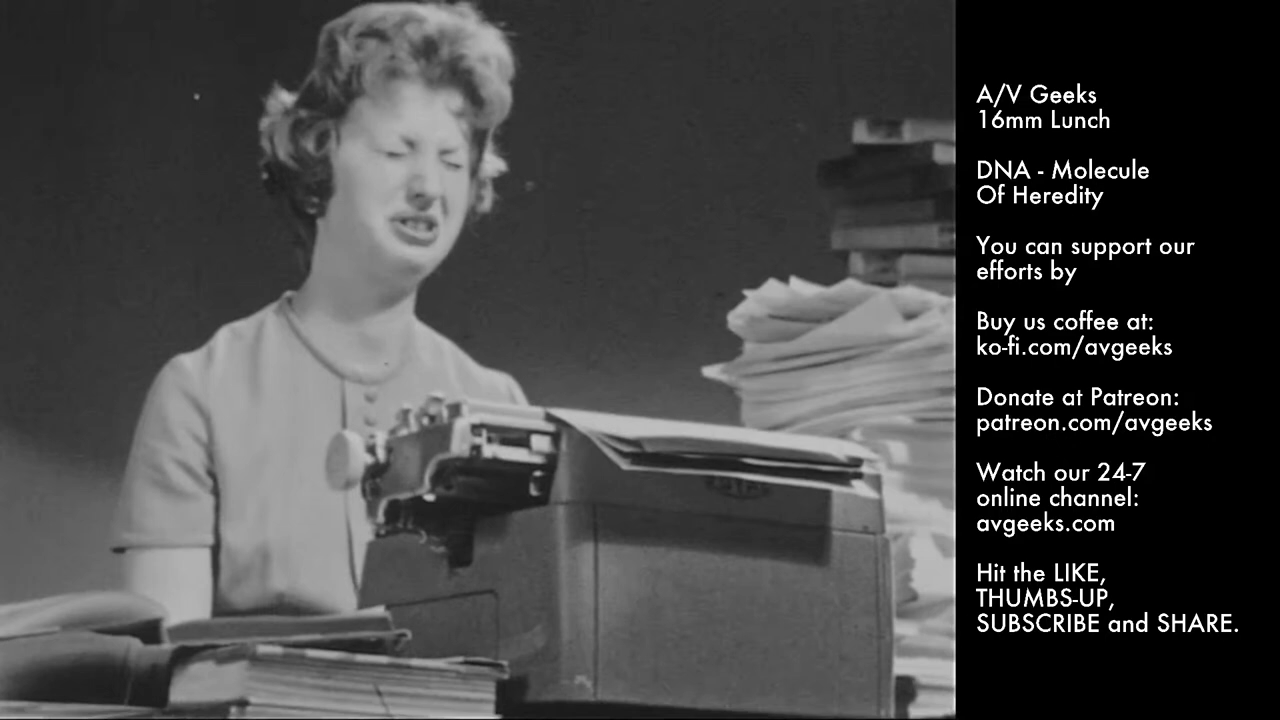 A/V Geeks
16mm Lunch
DNA - Molecule
Of Heredity
You can support our
efforts by
Buy us coffee at:
ko-fi.com/avgeeks
Donate at Patreon:
patreon.com/avgeeks
Watch our 24-7
online channel:
avgeeks.com
Hit the LIKE,
THUMBS-UP,
SUBSCRIBE and SHARE.